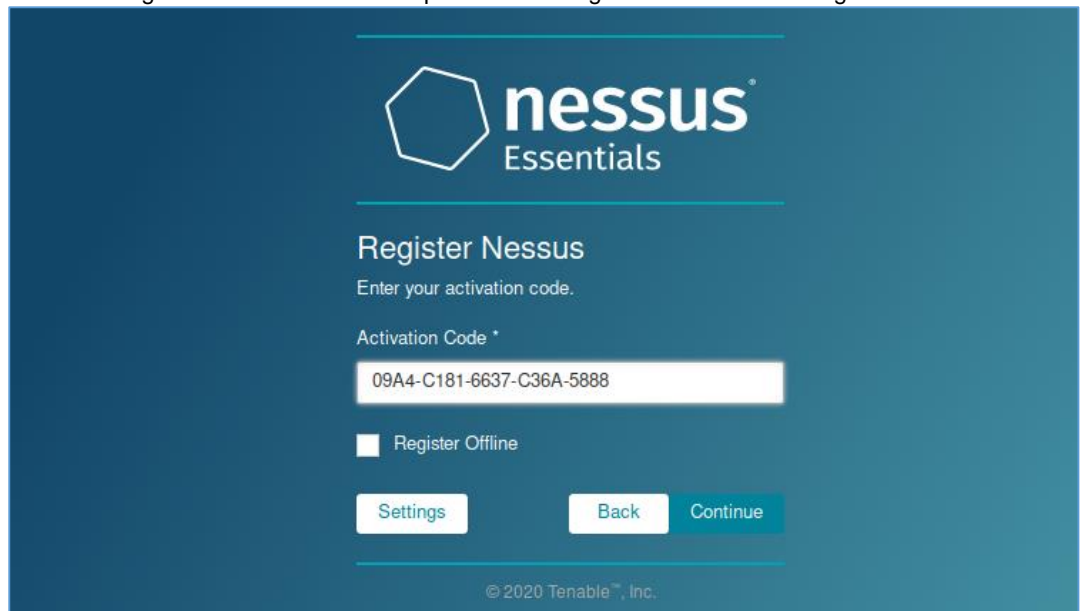 nessus
Essentials
Register Nessus
Enter your activation code.
Activation Code *
09A4-C181-6637-C36A-5888
Register Offline
Settings Back Continue
© 2020 Tenable™, Inc.